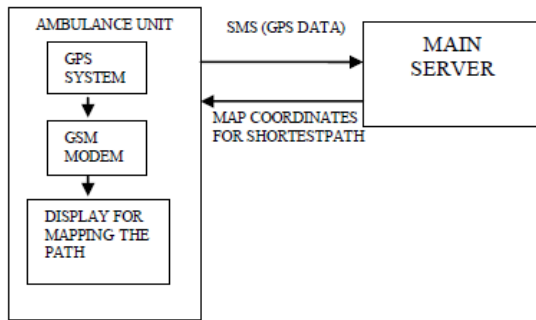 AMBULANCE UNIT
GPS
SYSTEM
GSM
MODEM
DISPLAY FOR
MAPPING THE
PATH
SMS (GPS DATA)
MAP COORDINATES
FOR SHORTESTPATH
MAIN
SERVER